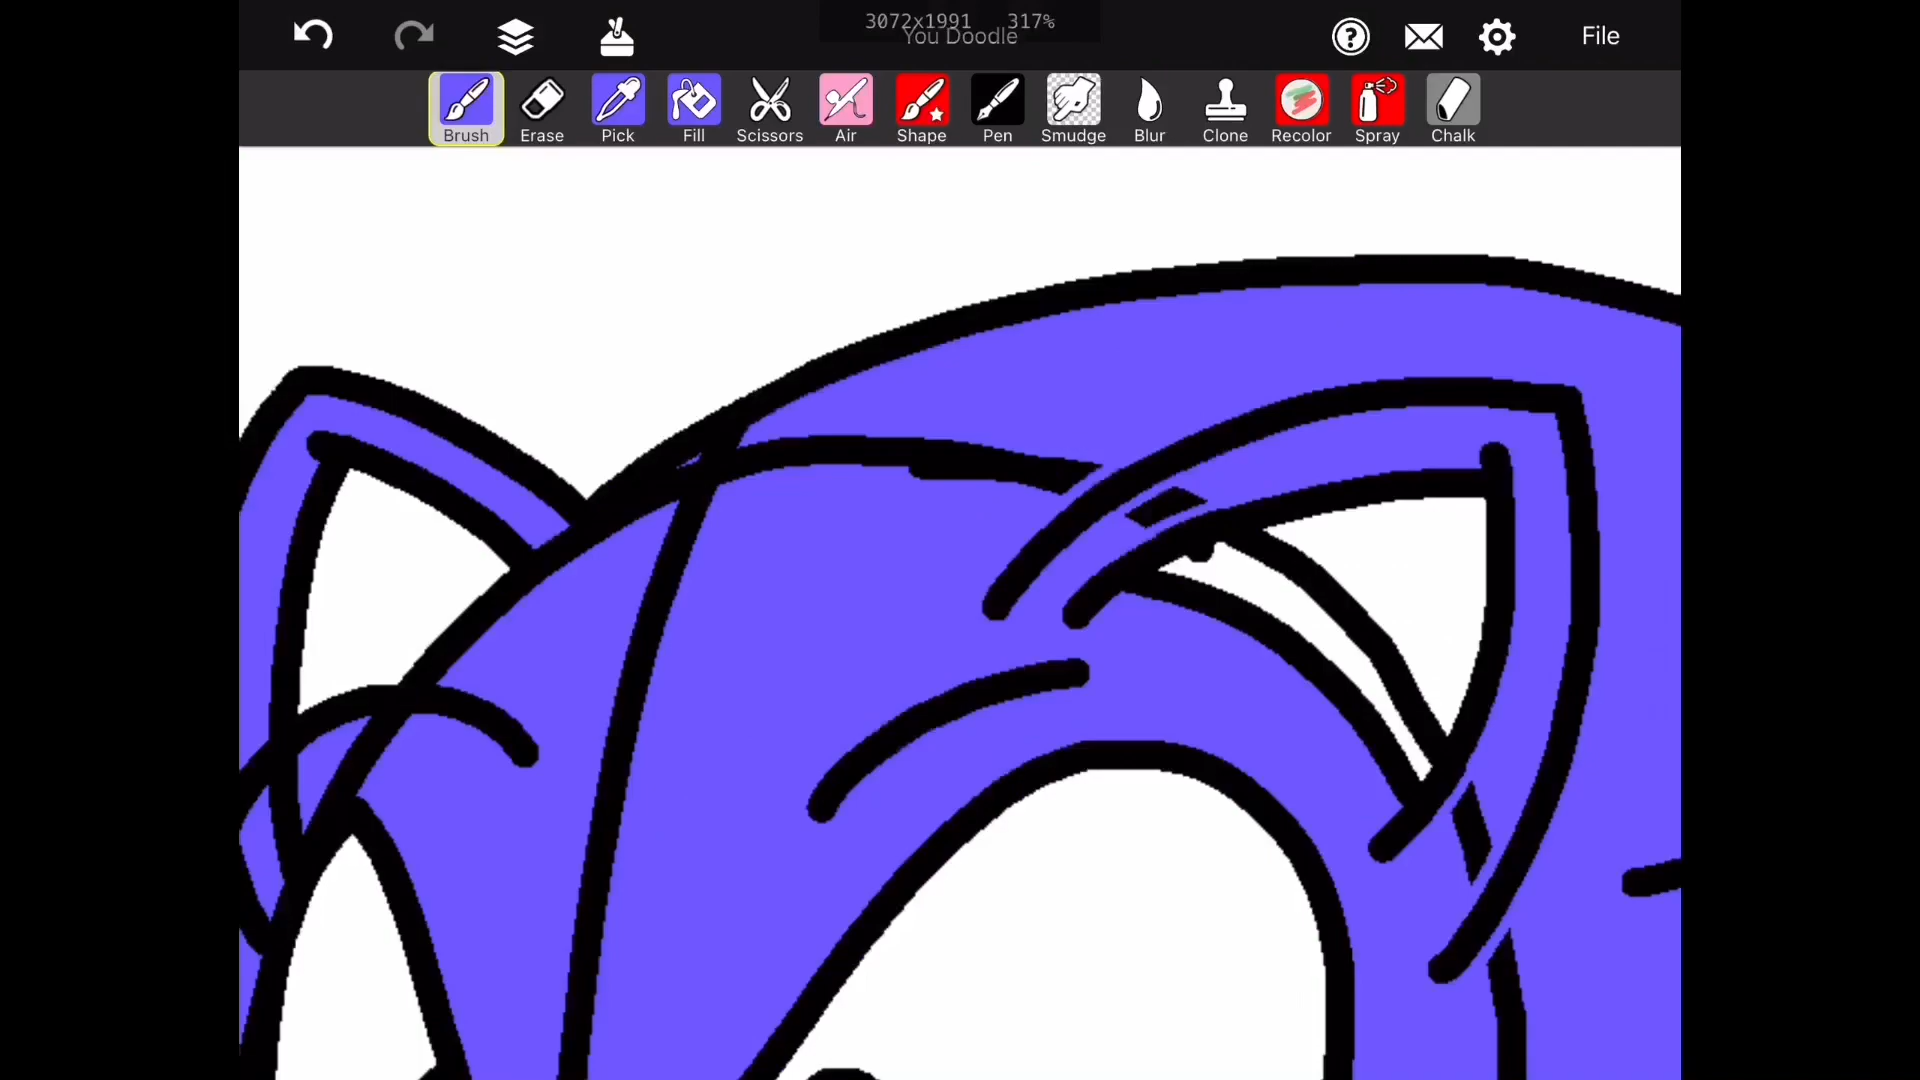 3072x1991 317%
You Doodle
File
Brush Erase Pick Fill Scissors Air Shape Pen Smudge Blur Clone Recolor Spray Chalk